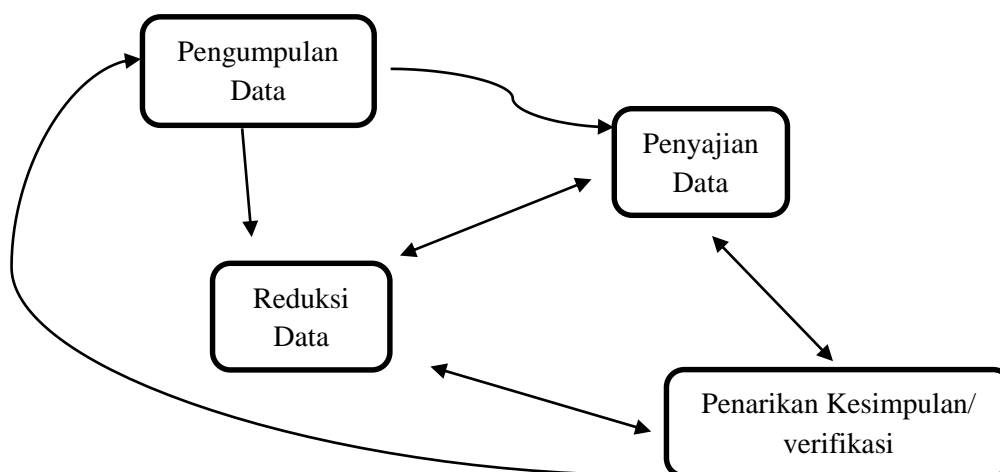 Pengumpulan
Data
Penyajian
Data
Reduksi
Data
Penarikan Kesimpulan/
verifikasi